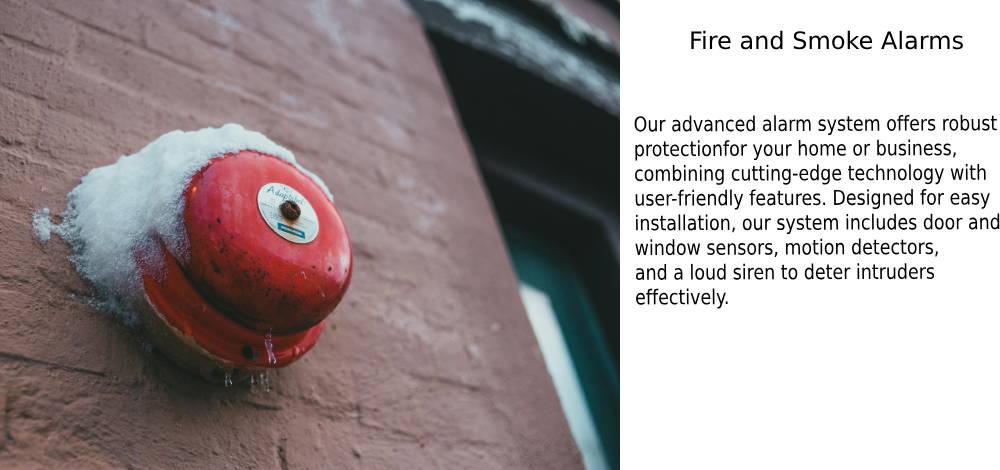 Fire and Smoke Alarms
Our advanced alarm system offers robust
protectionfor your home or business,
combining cutting-edge technology with
user-friendly features. Designed for easy
installation, our system includes door and
window sensors, motion detectors,
and a loud siren to deter intruders
effectively.